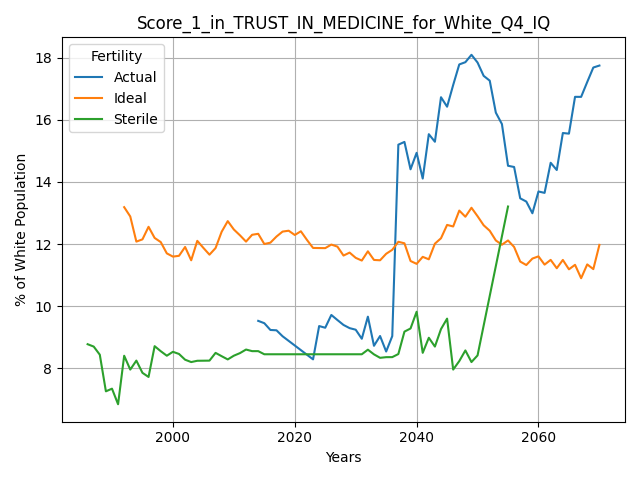 Score_1_in_TRUST_IN_MEDICINE_for_White_Q4_IQ
Fertility
Actual
Ideal
Sterile
% of White Population
18
16
14
12
10
8
2000
2020
2040
2060
Years